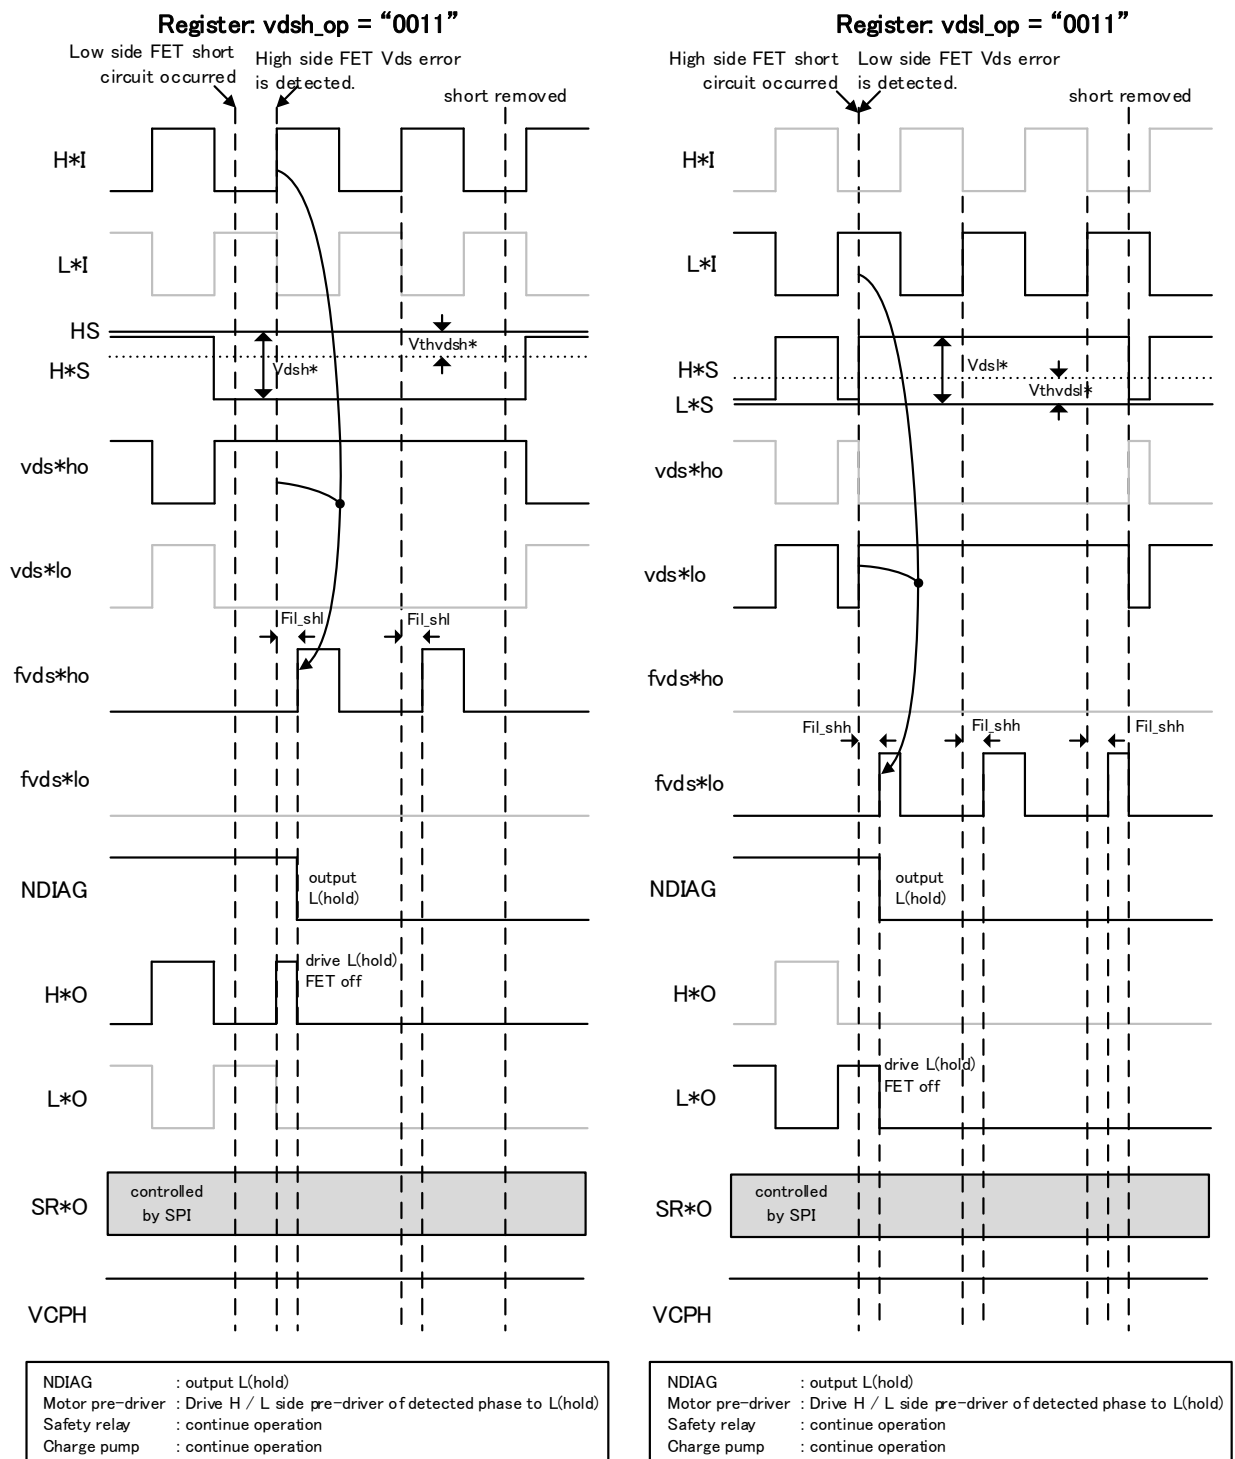 Register: vdsh_op = “0011”
Low side FET short
circuit occurred
High side FET Vds error
is detected.
short removed
H*I
L*I
HS
Vthvdsh*
H*S
Vdsh*
vds*ho
vds*lo
Fil_shl
Fil_shl
fvds*ho
fvds*lo
NDIAG
output
L(hold)
drive L(hold)
FET off
H*O
L*O
SR*O
controlled
by SPI
VCPH
NDIAG : output L(hold)
Motor pre-driver : Drive H / L side pre-driver of detected phase to L(hold)
Safety relay : continue operation
Charge pump : continue operation
Register: vdsl_op = “0011”
High side FET short
circuit occurred
Low side FET Vds error
is detected.
short removed
H*I
L*I
H*S
Vdsl*
Vthvdsl*
L*S
vds*ho
vds*lo
fvds*ho
Fil_shh
Fil_shh
Fil_shh
fvds*lo
NDIAG
output
L(hold)
H*O
drive L(hold)
FET off
L*O
SR*O
controlled
by SPI
VCPH
NDIAG : output L(hold)
Motor pre-driver : Drive H / L side pre-driver of detected phase to L(hold)
Safety relay : continue operation
Charge pump : continue operation